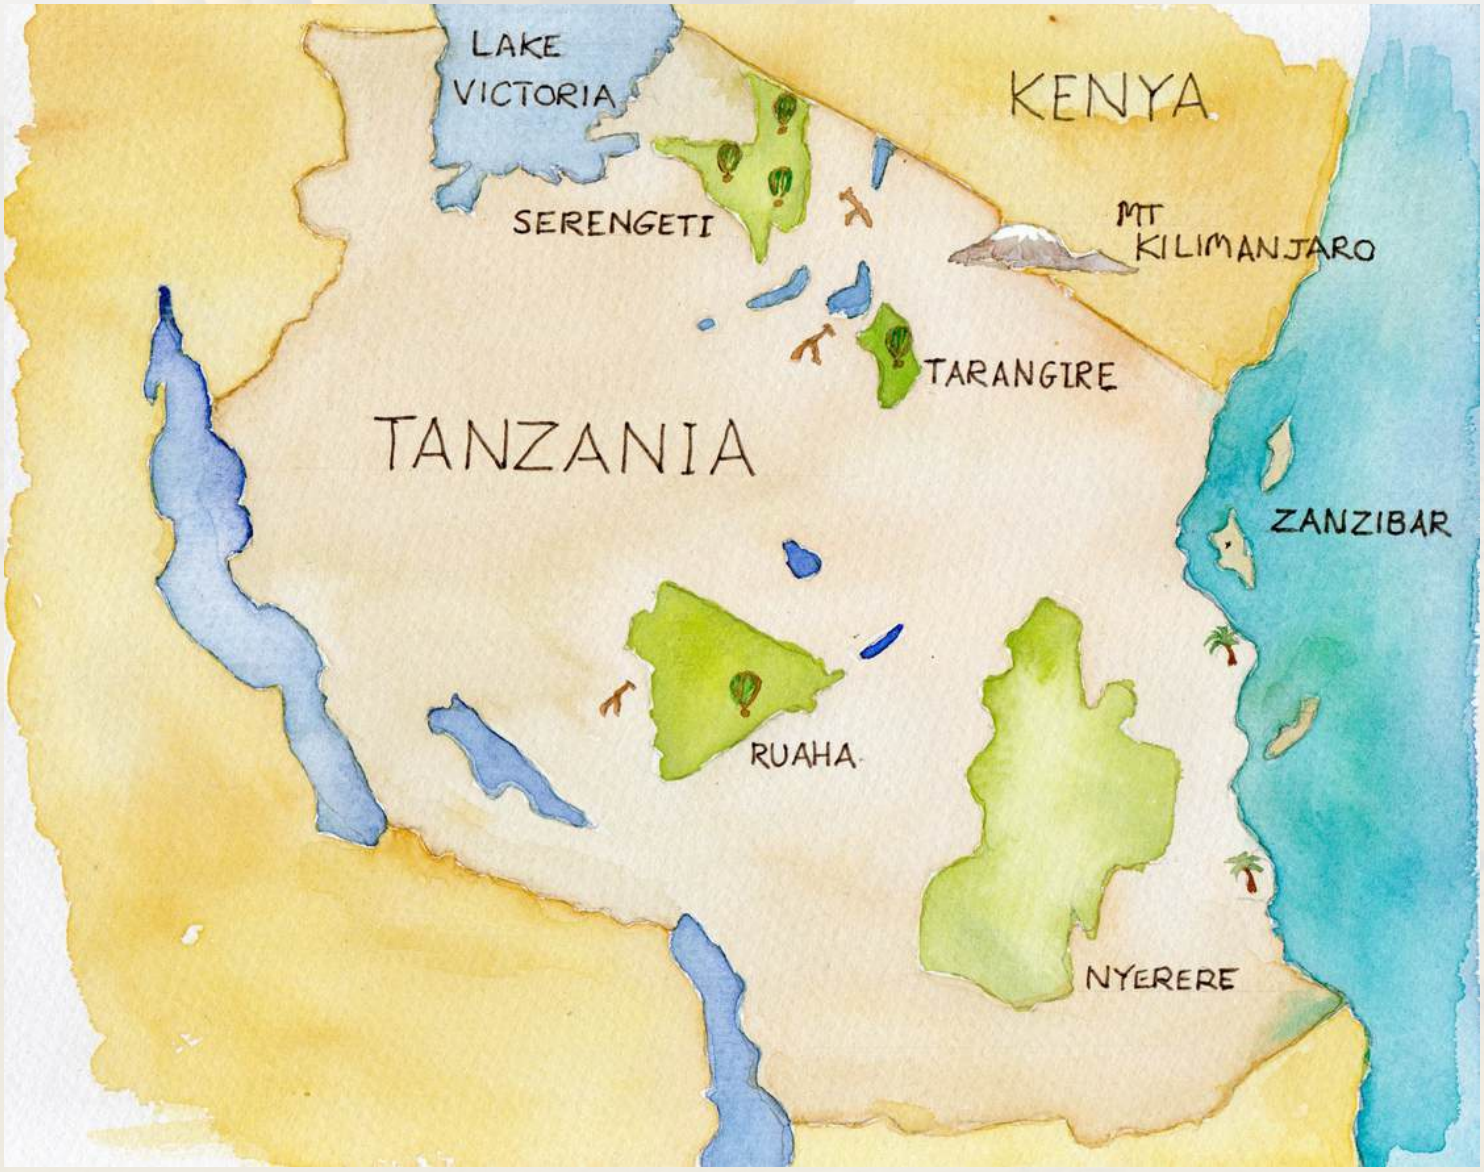 LAKE
VICTORIA
KENYA
SERENGETI
MT
KILIMANJARO
TARANGIRE
TANZANIA
ZANZIBAR
RUAHA
NYERERE